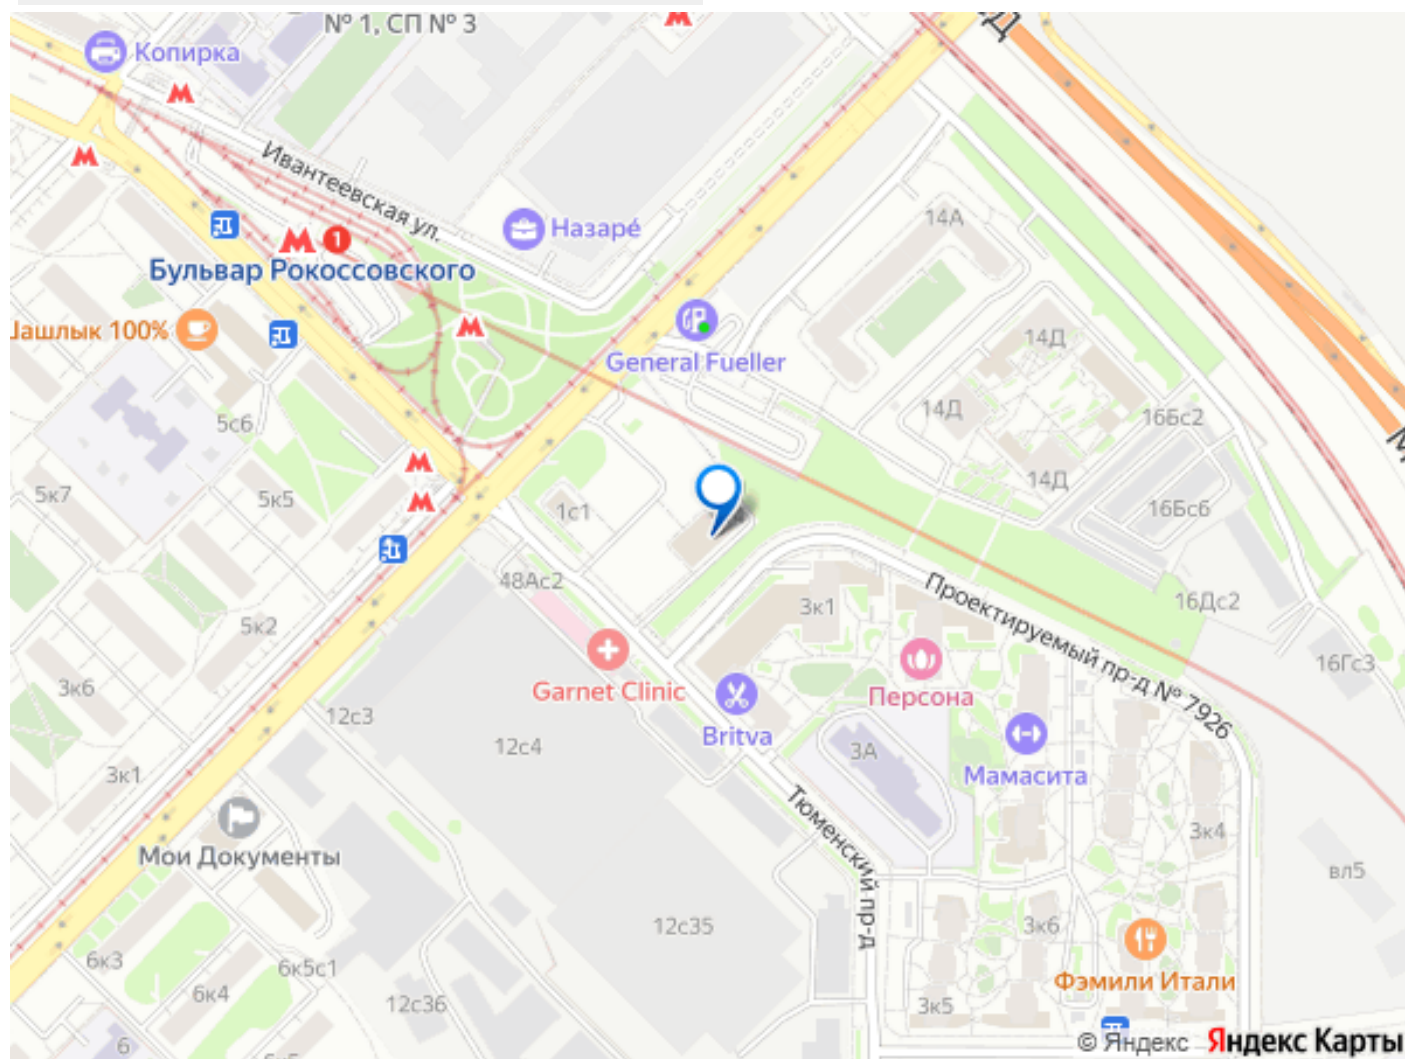 № 1, СП № 3
Копирка
Ивантеевская ул.
Назаре́
14А
1
Бульвар Рокоссовского
Шашлык 100%
General Fueller
14Д
14Д
16Бс2
5с6
14Д
5к7
5к5
1с1
16Бс6
48Ас2
Проектируемый пр-д № 7926
3к1
16Дс2
5к2
16Гс3
3к6
Garnet Clinic
Персона
12с3
Britva
12с4
3А
Мамасита
3к1
Тюменский пр-д
3к4
Мои Документы
вл5
12с35
3к6
6к3
6к5с1
Фэмили Итали
6к4
12с36
3к5
6
© Яндекс Яндекс Карты